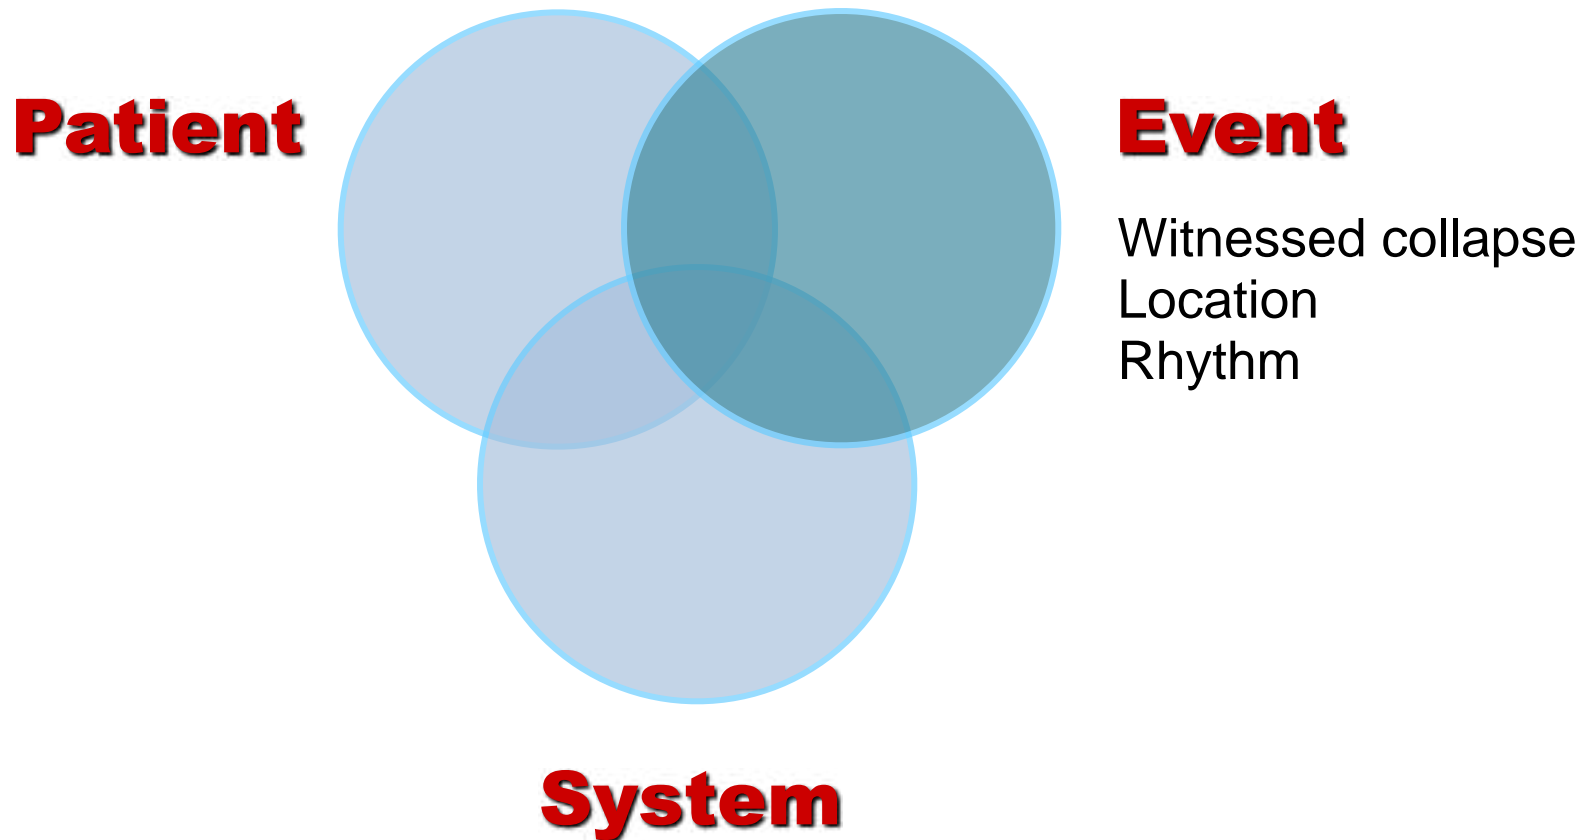 Patient
Event
Witnessed collapse
Location
Rhythm
System